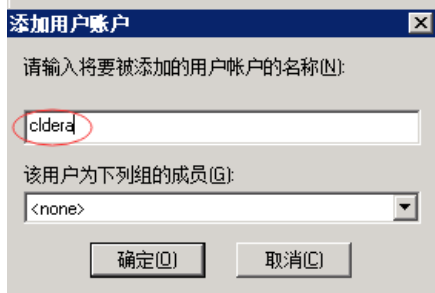 添加用户账户
请输入将要被添加的用户帐户的名称(N):
cldera
该用户为下列组的成员(G):
<none>
确定(O)
取消(C)